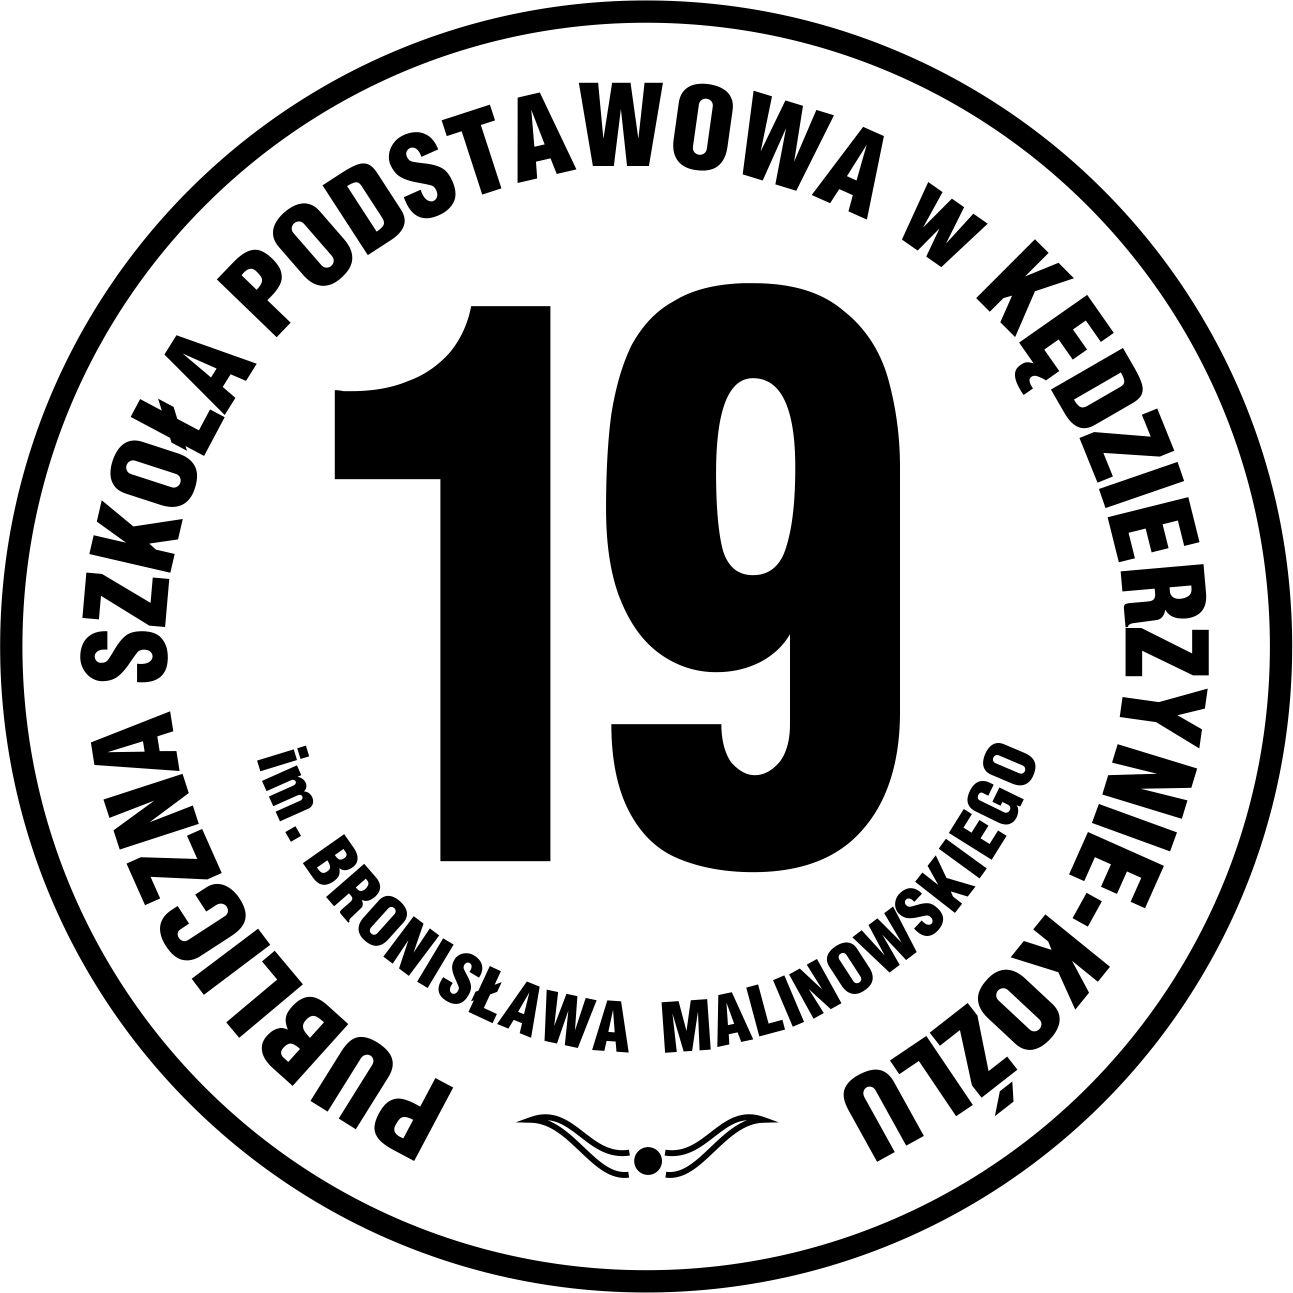 PUBLICZNA SZKOŁA PODSTAWOWA w KĘDZIERZYNIE-KOŹLU
19
im. BRONISŁAWA MALINOWSKIEGO